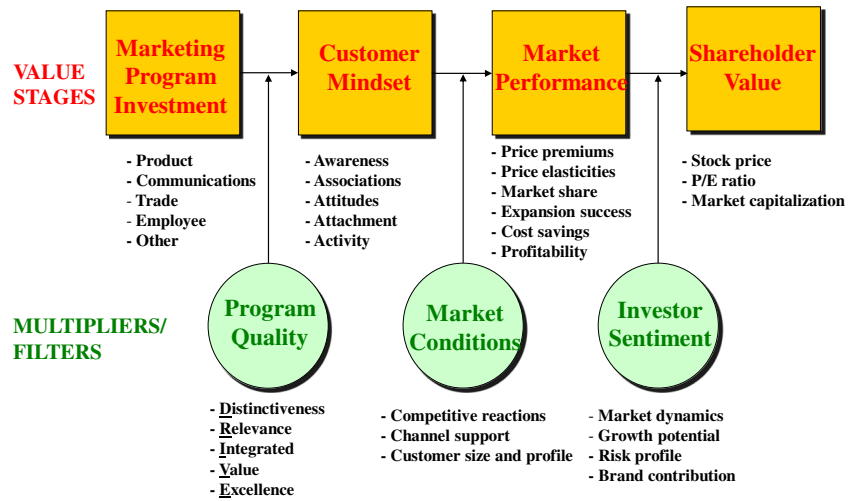 VALUE
STAGES
Marketing
Program
Investment
Customer
Mindset
Market
Performance
Shareholder
Value
- Product
- Communications
- Trade
- Employee
- Other
- Awareness
- Associations
- Attitudes
- Attachment
- Activity
- Price premiums
- Price elasticities
- Market share
- Expansion success
- Cost savings
- Profitability
- Stock price
- P/E ratio
- Market capitalization
MULTIPLIERS/
FILTERS
Program
Quality
Market
Conditions
Investor
Sentiment
- Distinctiveness
- Relevance
- Integrated
- Value
- Excellence
- Competitive reactions
- Channel support
- Customer size and profile
- Market dynamics
- Growth potential
- Risk profile
- Brand contribution